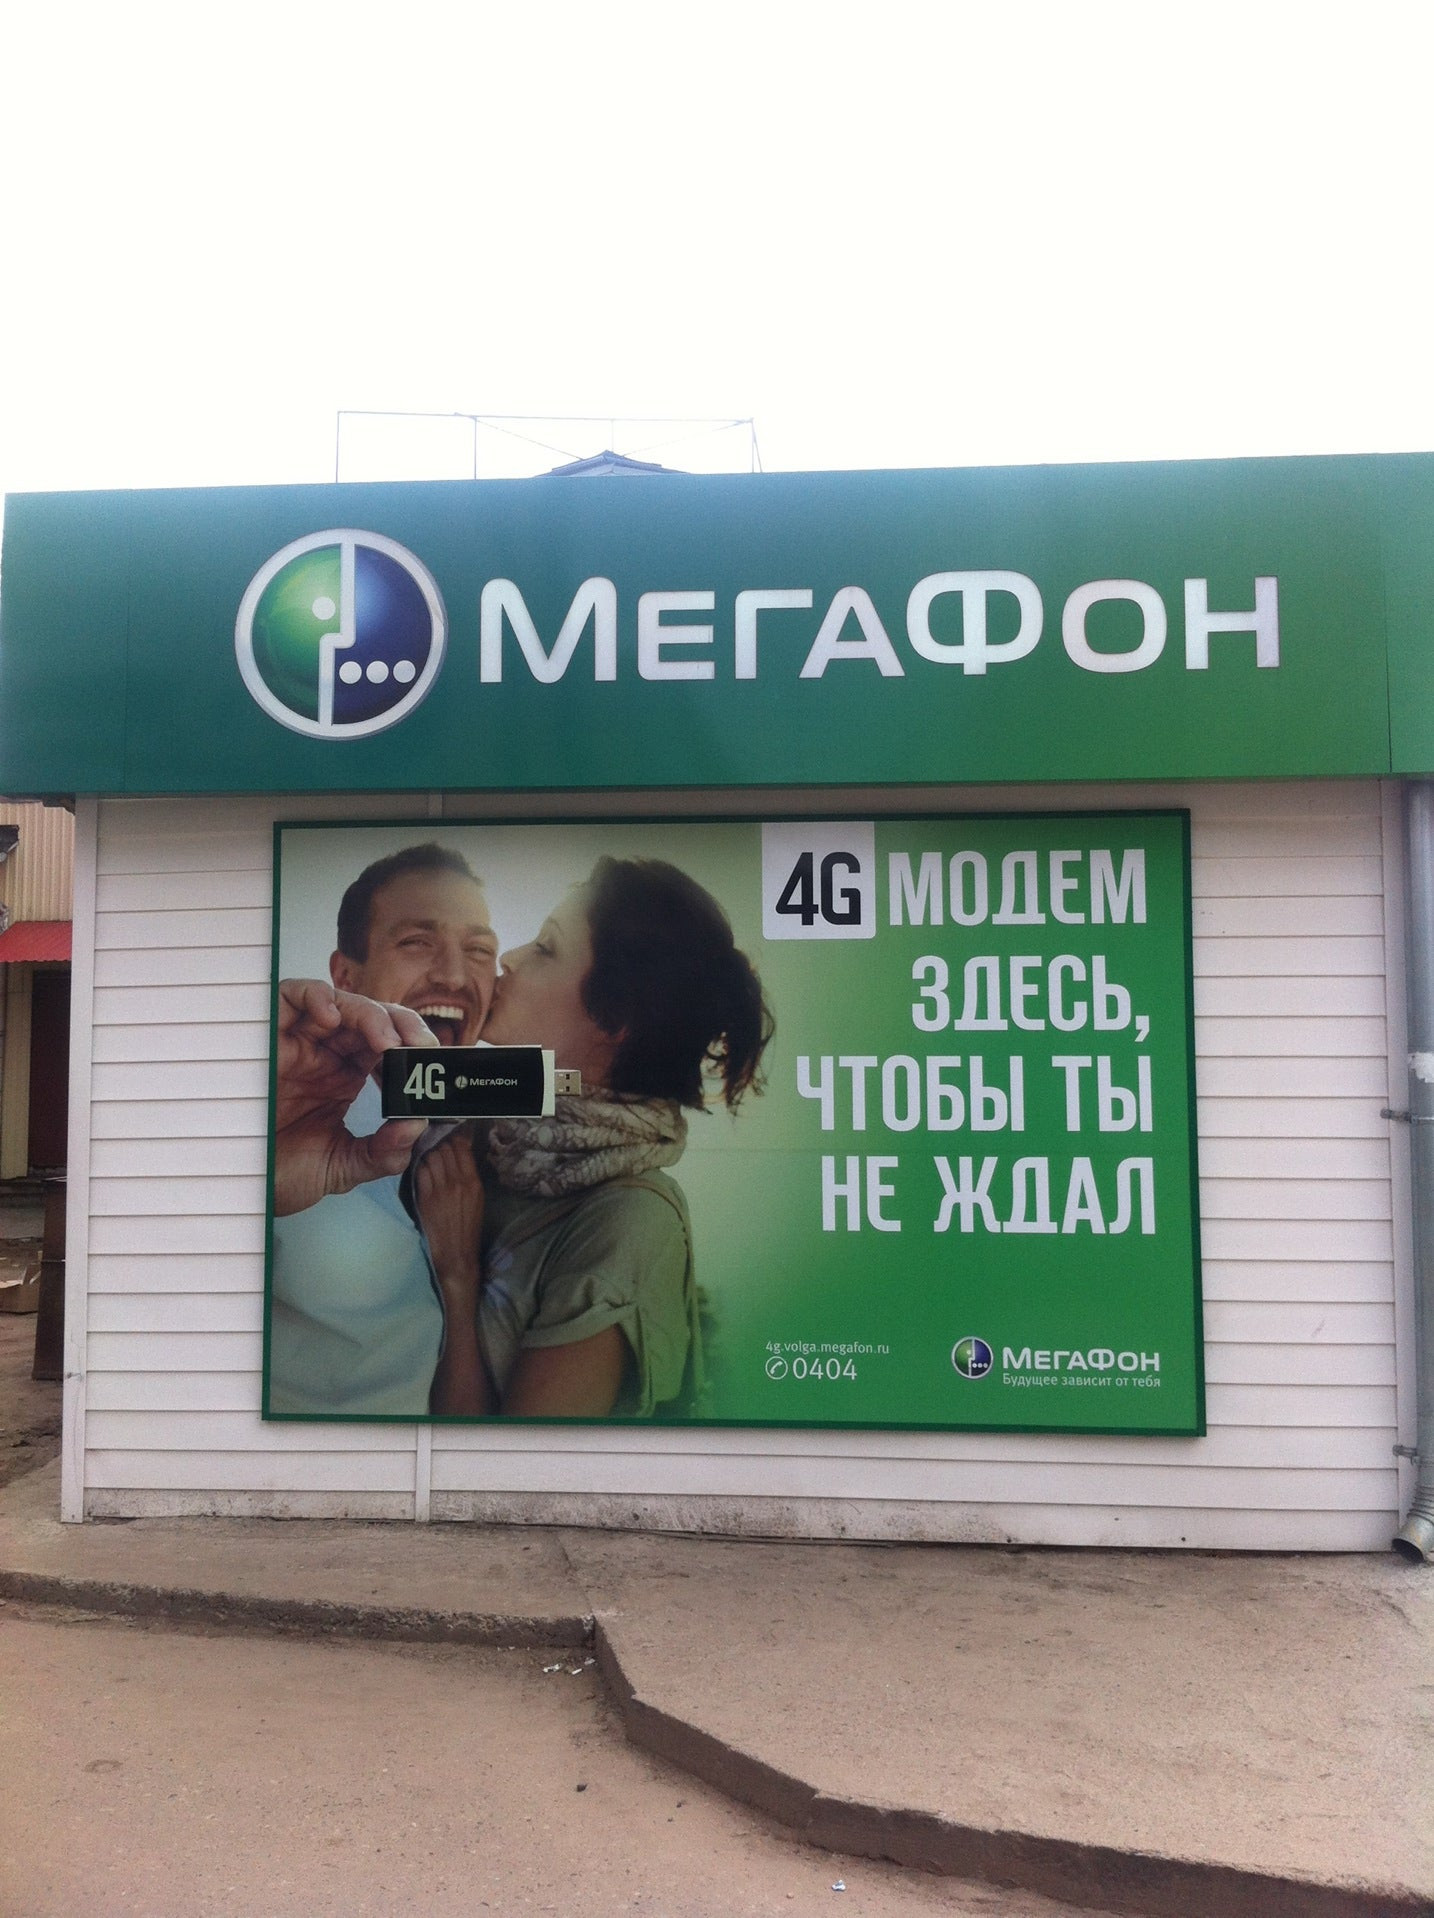 МЕГАФОН
4G МОДЕМ
ЗДЕСЬ,
ЧТОБЫ ТЫ
НЕ ЖДАЛ
4G МЕГАФОН
4g.volga.megafon.ru
0404
МЕГАФОН
Будущее зависит от тебя